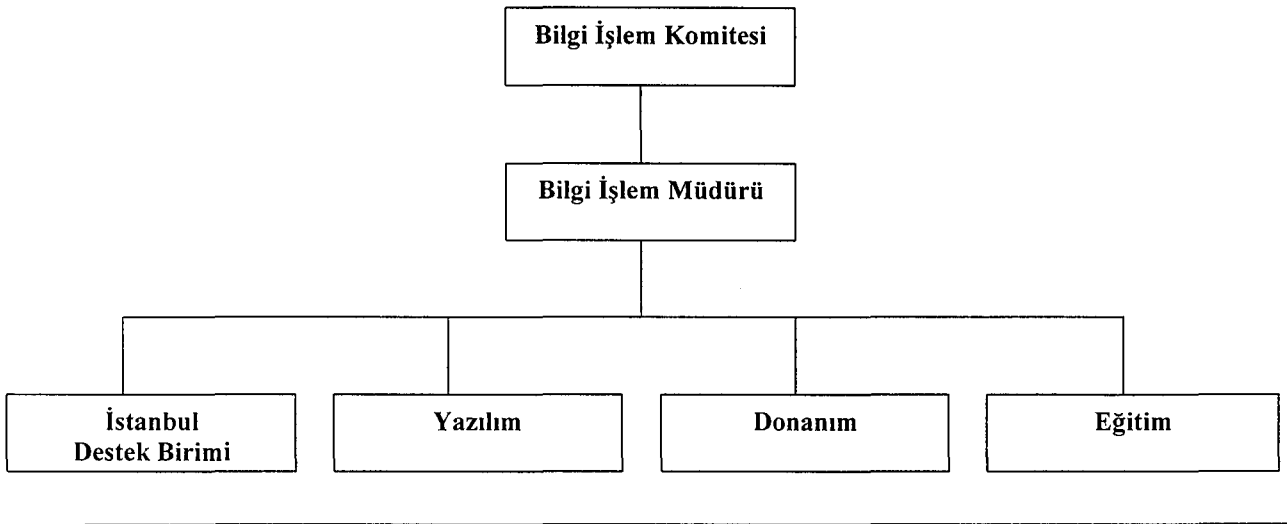 Bilgi İşlem Komitesi
Bilgi İşlem Müdürü
İstanbul
Destek Birimi
Yazılım
Donanım
Eğitim